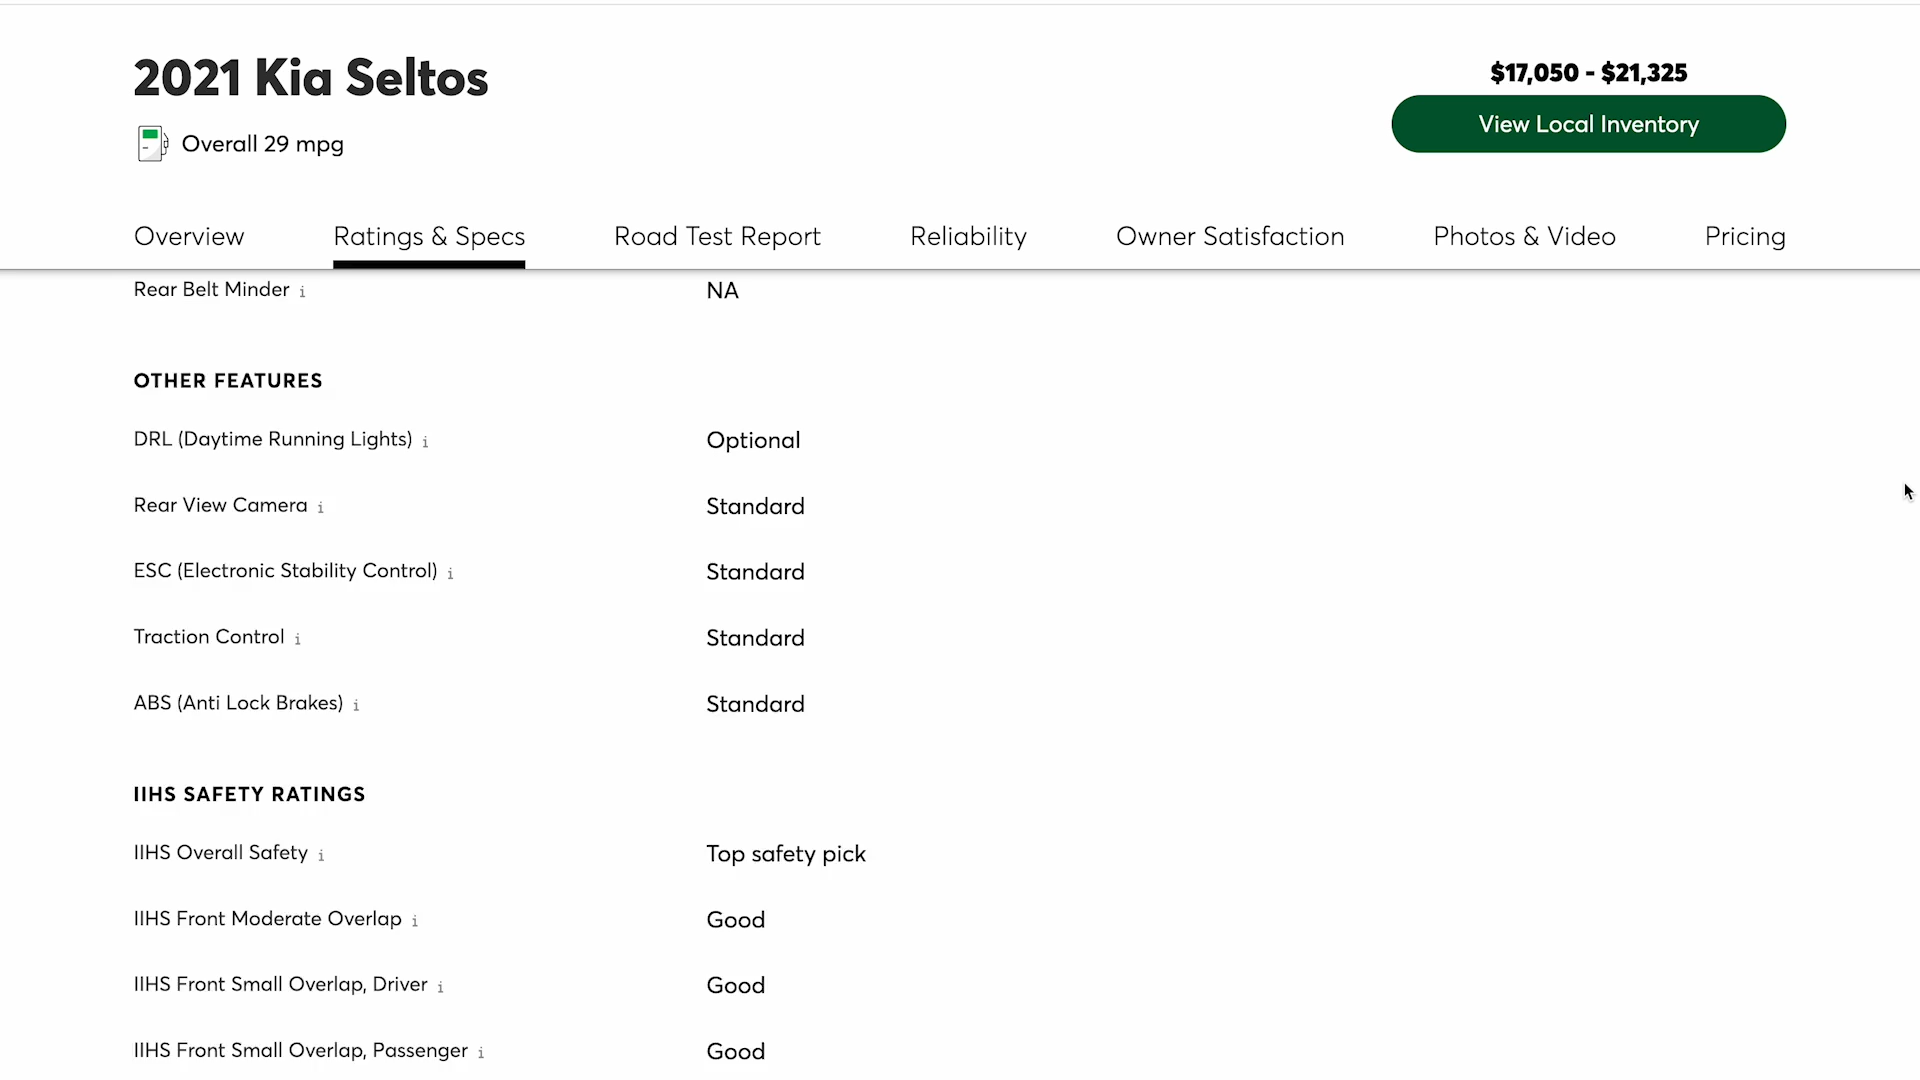 2021 Kia Seltos
$17,050 - $21,325
View Local Inventory
Overall 29 mpg
Overview Ratings & Specs Road Test Report Reliability Owner Satisfaction Photos & Video Pricing
Rear Belt Minder i NA
OTHER FEATURES
DRL (Daytime Running Lights) i Optional
Rear View Camera i Standard
ESC (Electronic Stability Control) i Standard
Traction Control i Standard
ABS (Anti Lock Brakes) i Standard
IIHS SAFETY RATINGS
IIHS Overall Safety i Top safety pick
IIHS Front Moderate Overlap i Good
IIHS Front Small Overlap, Driver i Good
IIHS Front Small Overlap, Passenger i Good